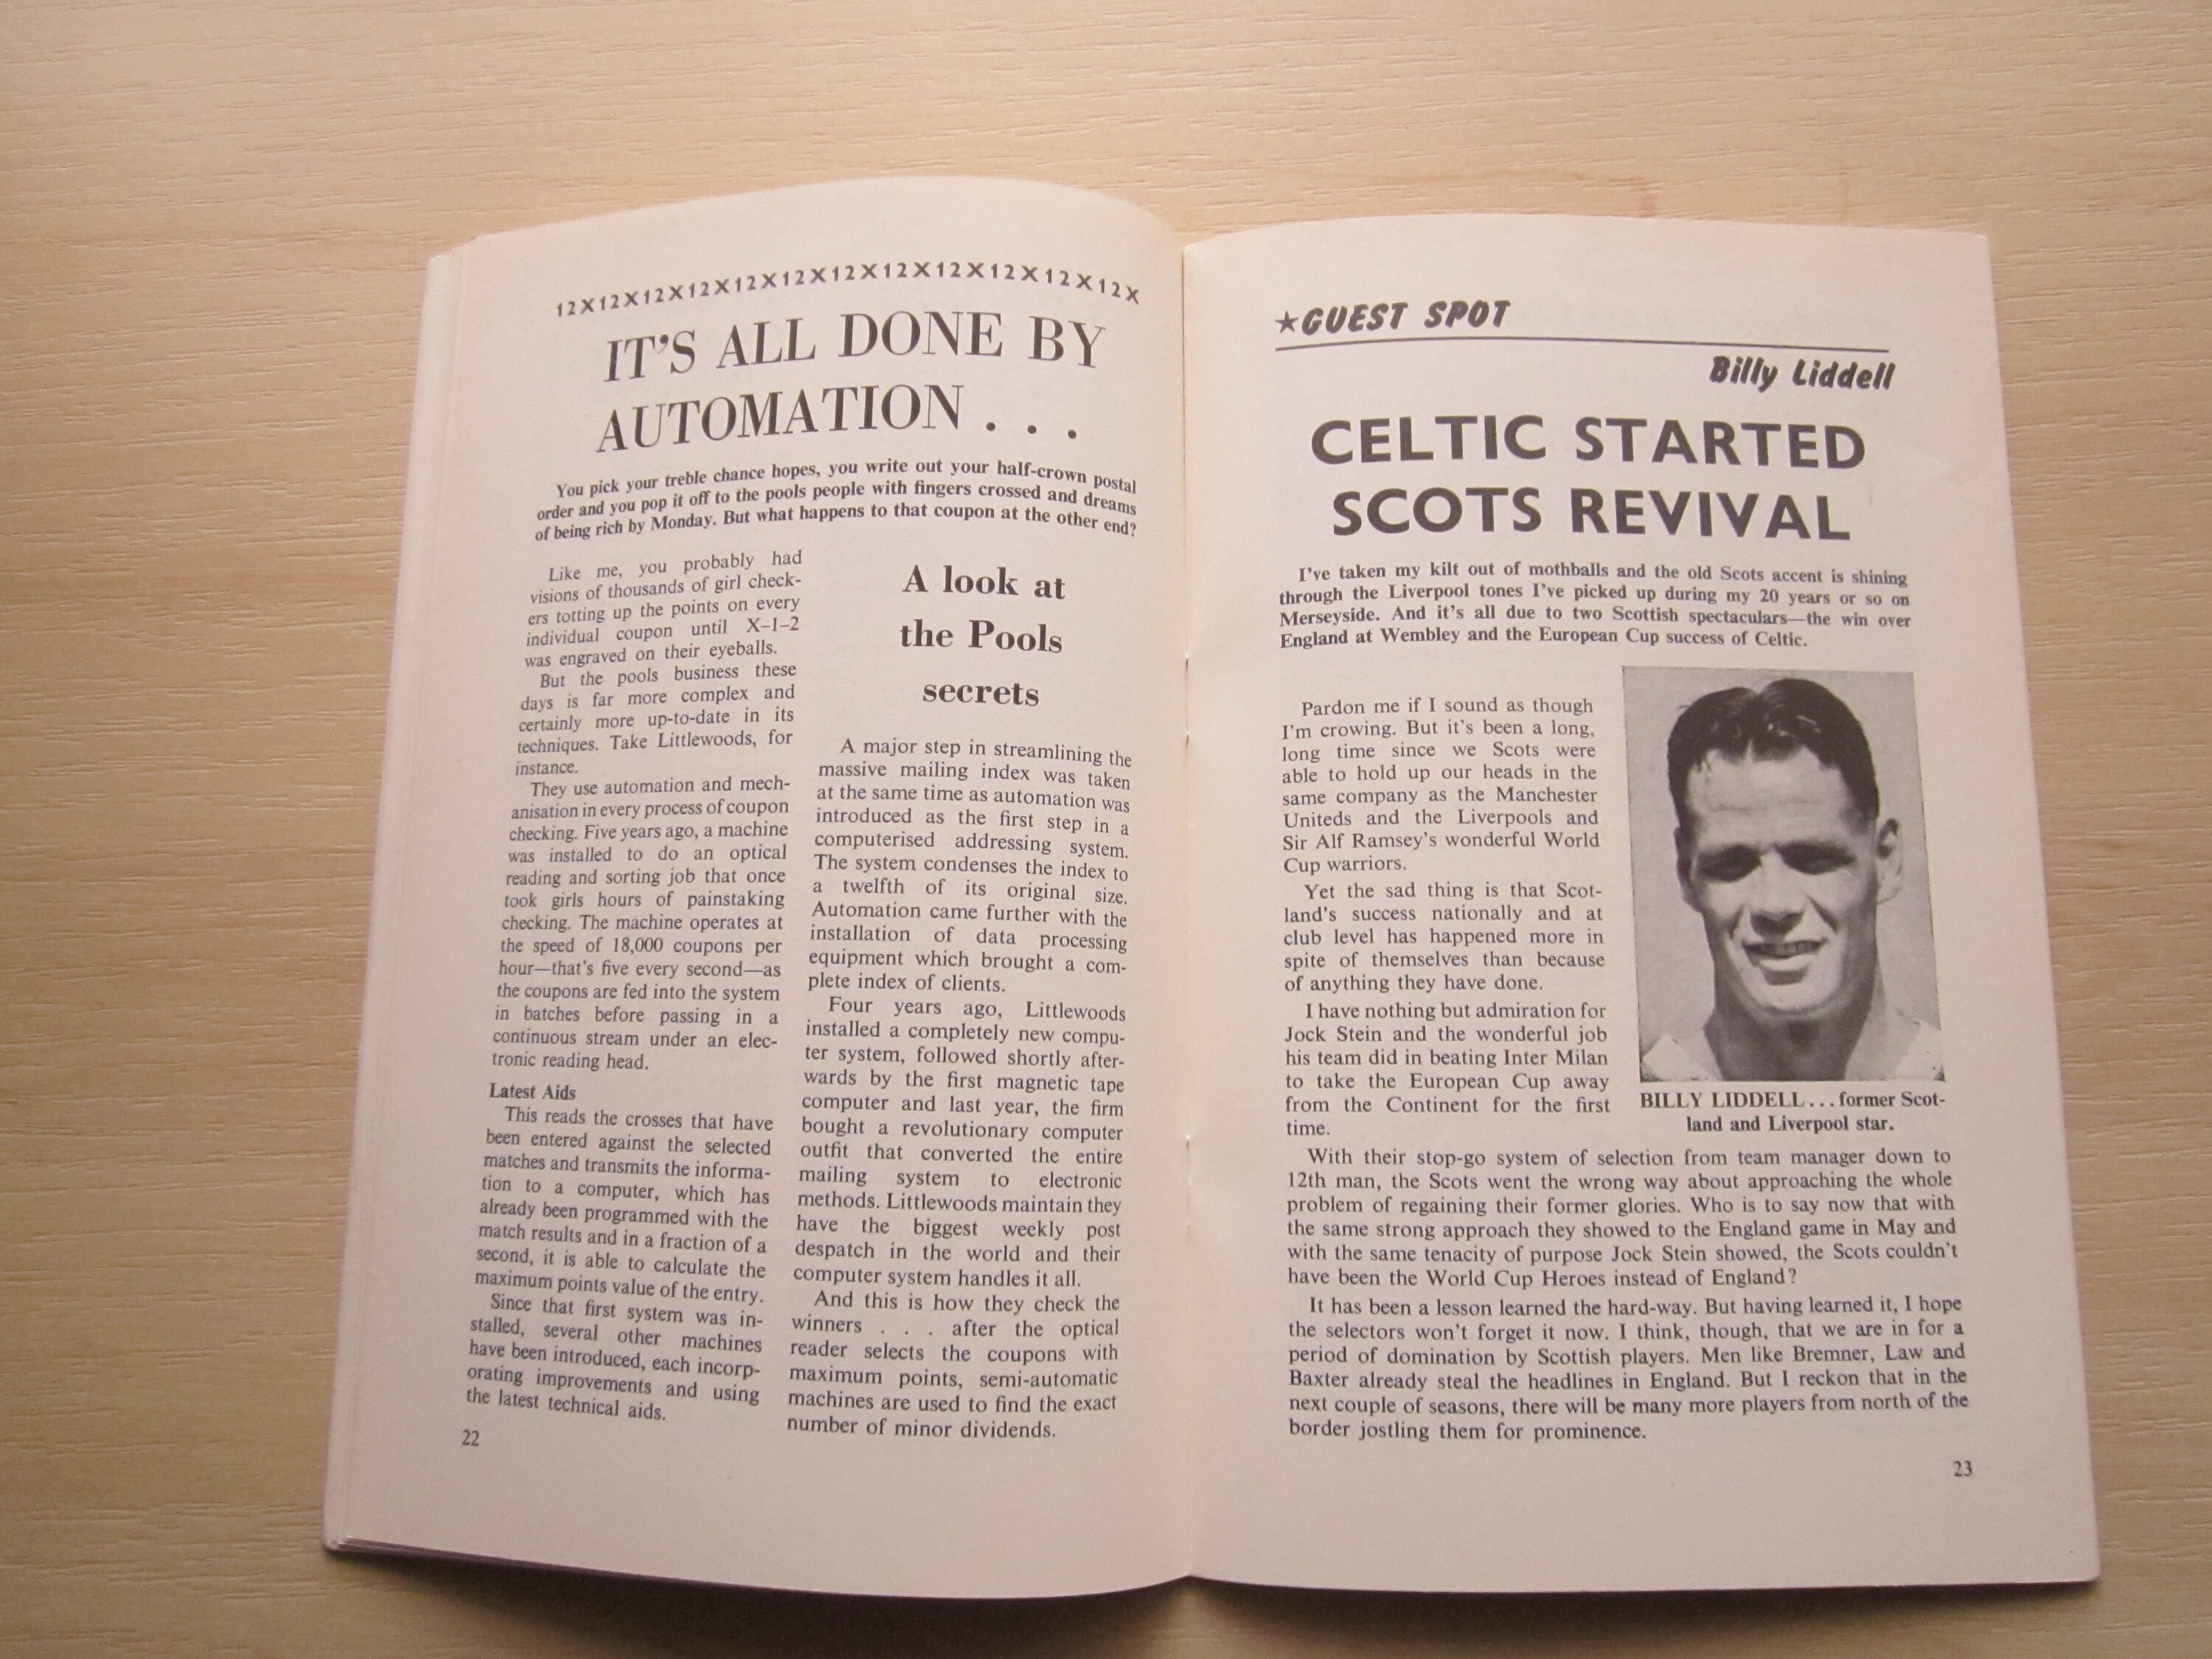 12X12X12X12X12X12X12X12X12X12X12X12X
IT'S ALL DONE BY
AUTOMATION . . .
You pick your treble chance hopes, you write out your half-crown postal
order and you pop it off to the pools people with fingers crossed and dreams
of being rich by Monday. But what happens to that coupon at the other end?
Like me, you probably had
visions of thousands of girl check-
ers totting up the points on every
individual coupon until X–1–2
was engraved on their eyeballs.
But the pools business these
days is far more complex and
certainly more up-to-date in its
techniques. Take Littlewoods, for
instance.
They use automation and mech-
anisation in every process of coupon
checking. Five years ago, a machine
was installed to do an optical
reading and sorting job that once
took girls hours of painstaking
checking. The machine operates at
the speed of 18,000 coupons per
hour—that's five every second—as
the coupons are fed into the system
in batches before passing in a
continuous stream under an elec-
tronic reading head.
Latest Aids
This reads the crosses that have
been entered against the selected
matches and transmits the informa-
tion to a computer, which has
already been programmed with the
match results and in a fraction of a
second, it is able to calculate the
maximum points value of the entry.
Since that first system was in-
stalled, several other machines
have been introduced, each incorp-
orating improvements and using
the latest technical aids.
22
A look at
the Pools
secrets
A major step in streamlining the
massive mailing index was taken
at the same time as automation was
introduced as the first step in a
computerised addressing system.
The system condenses the index to
a twelfth of its original size.
Automation came further with the
installation of data processing
equipment which brought a com-
plete index of clients.
Four years ago, Littlewoods
installed a completely new compu-
ter system, followed shortly after-
wards by the first magnetic tape
computer and last year, the firm
bought a revolutionary computer
outfit that converted the entire
mailing system to electronic
methods. Littlewoods maintain they
have the biggest weekly post
despatch in the world and their
computer system handles it all.
And this is how they check the
winners . . . after the optical
reader selects the coupons with
maximum points, semi-automatic
machines are used to find the exact
number of minor dividends.
★GUEST SPOT
Billy Liddell
CELTIC STARTED
SCOTS REVIVAL
I've taken my kilt out of mothballs and the old Scots accent is shining
through the Liverpool tones I've picked up during my 20 years or so on
Merseyside. And it's all due to two Scottish spectaculars—the win over
England at Wembley and the European Cup success of Celtic.
Pardon me if I sound as though
I'm crowing. But it's been a long,
long time since we Scots were
able to hold up our heads in the
same company as the Manchester
Uniteds and the Liverpools and
Sir Alf Ramsey's wonderful World
Cup warriors.
Yet the sad thing is that Scot-
land's success nationally and at
club level has happened more in
spite of themselves than because
of anything they have done.
I have nothing but admiration for
Jock Stein and the wonderful job
his team did in beating Inter Milan
to take the European Cup away
from the Continent for the first
time.
BILLY LIDDELL . . . former Scot-
land and Liverpool star.
With their stop-go system of selection from team manager down to
12th man, the Scots went the wrong way about approaching the whole
problem of regaining their former glories. Who is to say now that with
the same strong approach they showed to the England game in May and
with the same tenacity of purpose Jock Stein showed, the Scots couldn't
have been the World Cup Heroes instead of England?
It has been a lesson learned the hard-way. But having learned it, I hope
the selectors won't forget it now. I think, though, that we are in for a
period of domination by Scottish players. Men like Bremner, Law and
Baxter already steal the headlines in England. But I reckon that in the
next couple of seasons, there will be many more players from north of the
border jostling them for prominence.
23